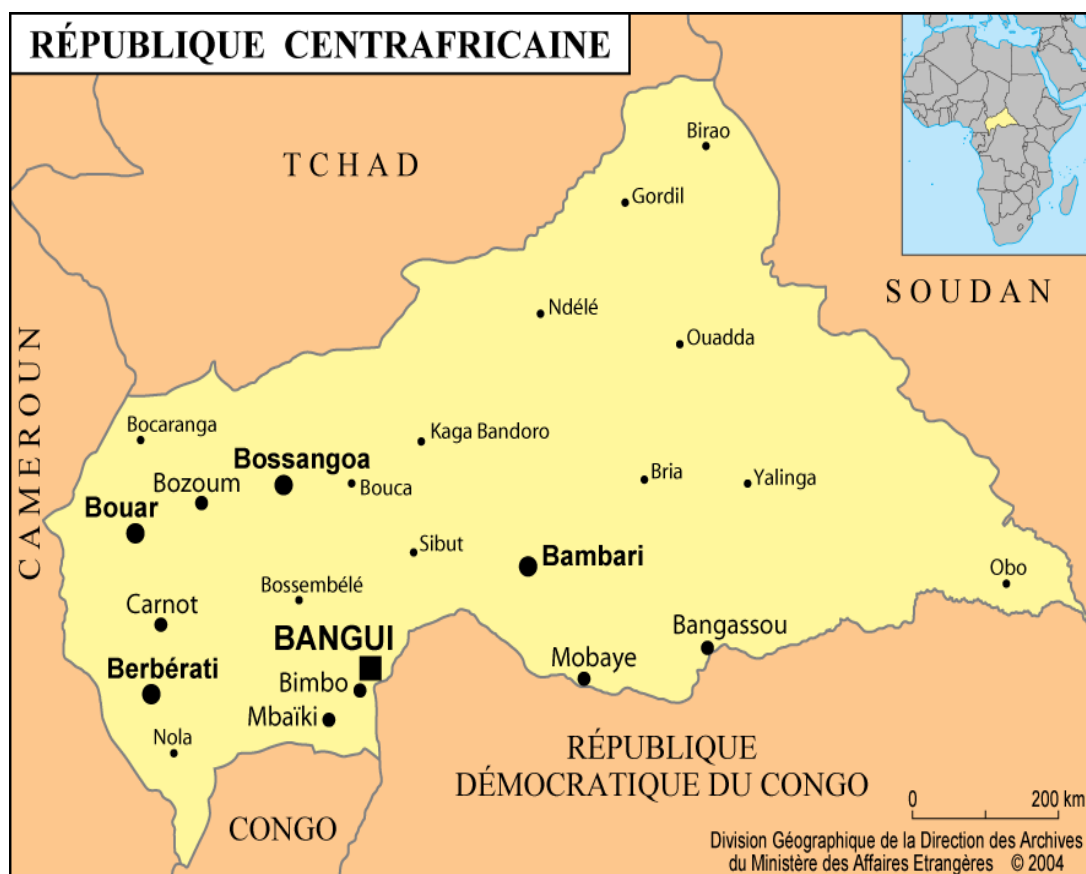 RÉPUBLIQUE CENTRAFRICAINE
TCHAD
Birao
Gordil
SOUDAN
Ndélé
Ouadda
CAMEROUN
Bocaranga
Kaga Bandoro
Bossangoa
Bozoum
Bouca
Bria
Yalinga
Bouar
Sibut
Bambari
Obo
Bossembélé
Carnot
Bangassou
BANGUI
Mobaye
Berbérati
Bimbo
Mbaïki
Nola
RÉPUBLIQUE
DÉMOCRATIQUE DU CONGO
CONGO
0 200 km
Division Géographique de la Direction des Archives
du Ministère des Affaires Etrangères © 2004